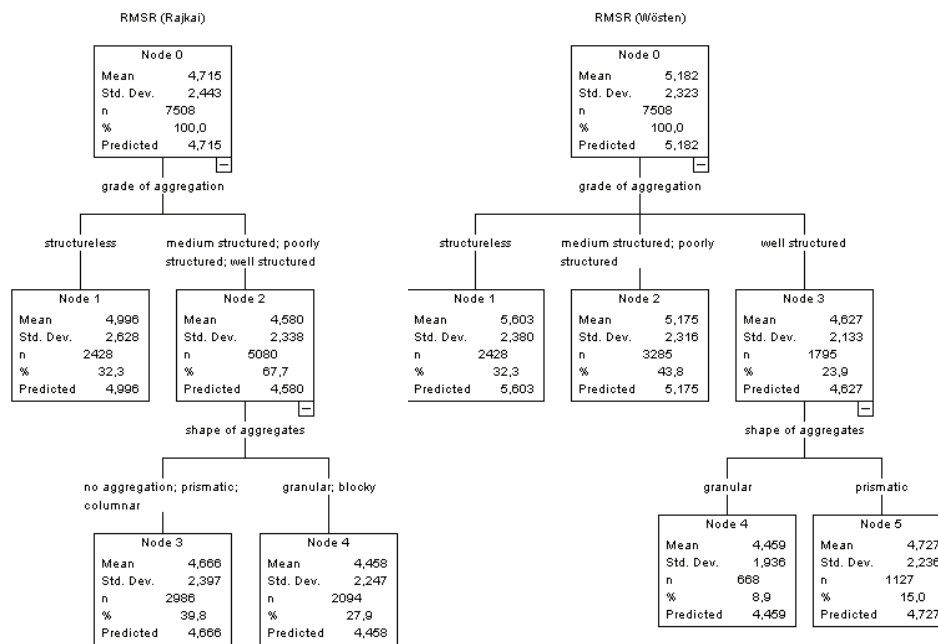 RMSR (Rajkai)
Node 0
Mean 4,715
Std. Dev. 2,443
n 7508
% 100,0
Predicted 4,715
grade of aggregation
structureless
medium structured; poorly
structured; well structured
Node 1
Mean 4,996
Std. Dev. 2,628
n 2428
% 32,3
Predicted 4,996
Node 2
Mean 4,580
Std. Dev. 2,338
n 5080
% 67,7
Predicted 4,580
shape of aggregates
no aggregation; prismatic;
columnar
granular; blocky
Node 3
Mean 4,666
Std. Dev. 2,397
n 2986
% 39,8
Predicted 4,666
Node 4
Mean 4,458
Std. Dev. 2,247
n 2094
% 27,9
Predicted 4,458
RMSR (Wösten)
Node 0
Mean 5,182
Std. Dev. 2,323
n 7508
% 100,0
Predicted 5,182
grade of aggregation
structureless
medium structured; poorly
structured
well structured
Node 1
Mean 5,603
Std. Dev. 2,380
n 2428
% 32,3
Predicted 5,603
Node 2
Mean 5,175
Std. Dev. 2,316
n 3285
% 43,8
Predicted 5,175
Node 3
Mean 4,627
Std. Dev. 2,133
n 1795
% 23,9
Predicted 4,627
shape of aggregates
granular
prismatic
Node 4
Mean 4,459
Std. Dev. 1,936
n 668
% 8,9
Predicted 4,459
Node 5
Mean 4,727
Std. Dev. 2,236
n 1127
% 15,0
Predicted 4,727